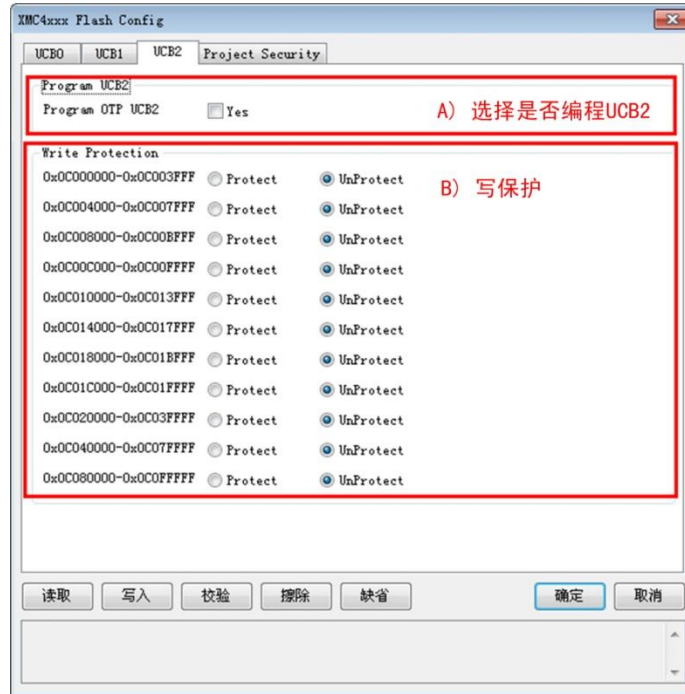 XMC4xxx Flash Config
UCB0 UCB1 UCB2 Project Security
Program UCB2
Program OTP UCB2 Yes A) 选择是否编程UCB2
Write Protection
0x0C000000-0x0C003FFF Protect UnProtect B) 写保护
0x0C004000-0x0C007FFF Protect UnProtect
0x0C008000-0x0C00BFFF Protect UnProtect
0x0C00C000-0x0C00FFFF Protect UnProtect
0x0C010000-0x0C013FFF Protect UnProtect
0x0C014000-0x0C017FFF Protect UnProtect
0x0C018000-0x0C01BFFF Protect UnProtect
0x0C01C000-0x0C01FFFF Protect UnProtect
0x0C020000-0x0C03FFFF Protect UnProtect
0x0C040000-0x0C07FFFF Protect UnProtect
0x0C080000-0x0C0FFFFF Protect UnProtect
读取 写入 校验 擦除 缺省 确定 取消